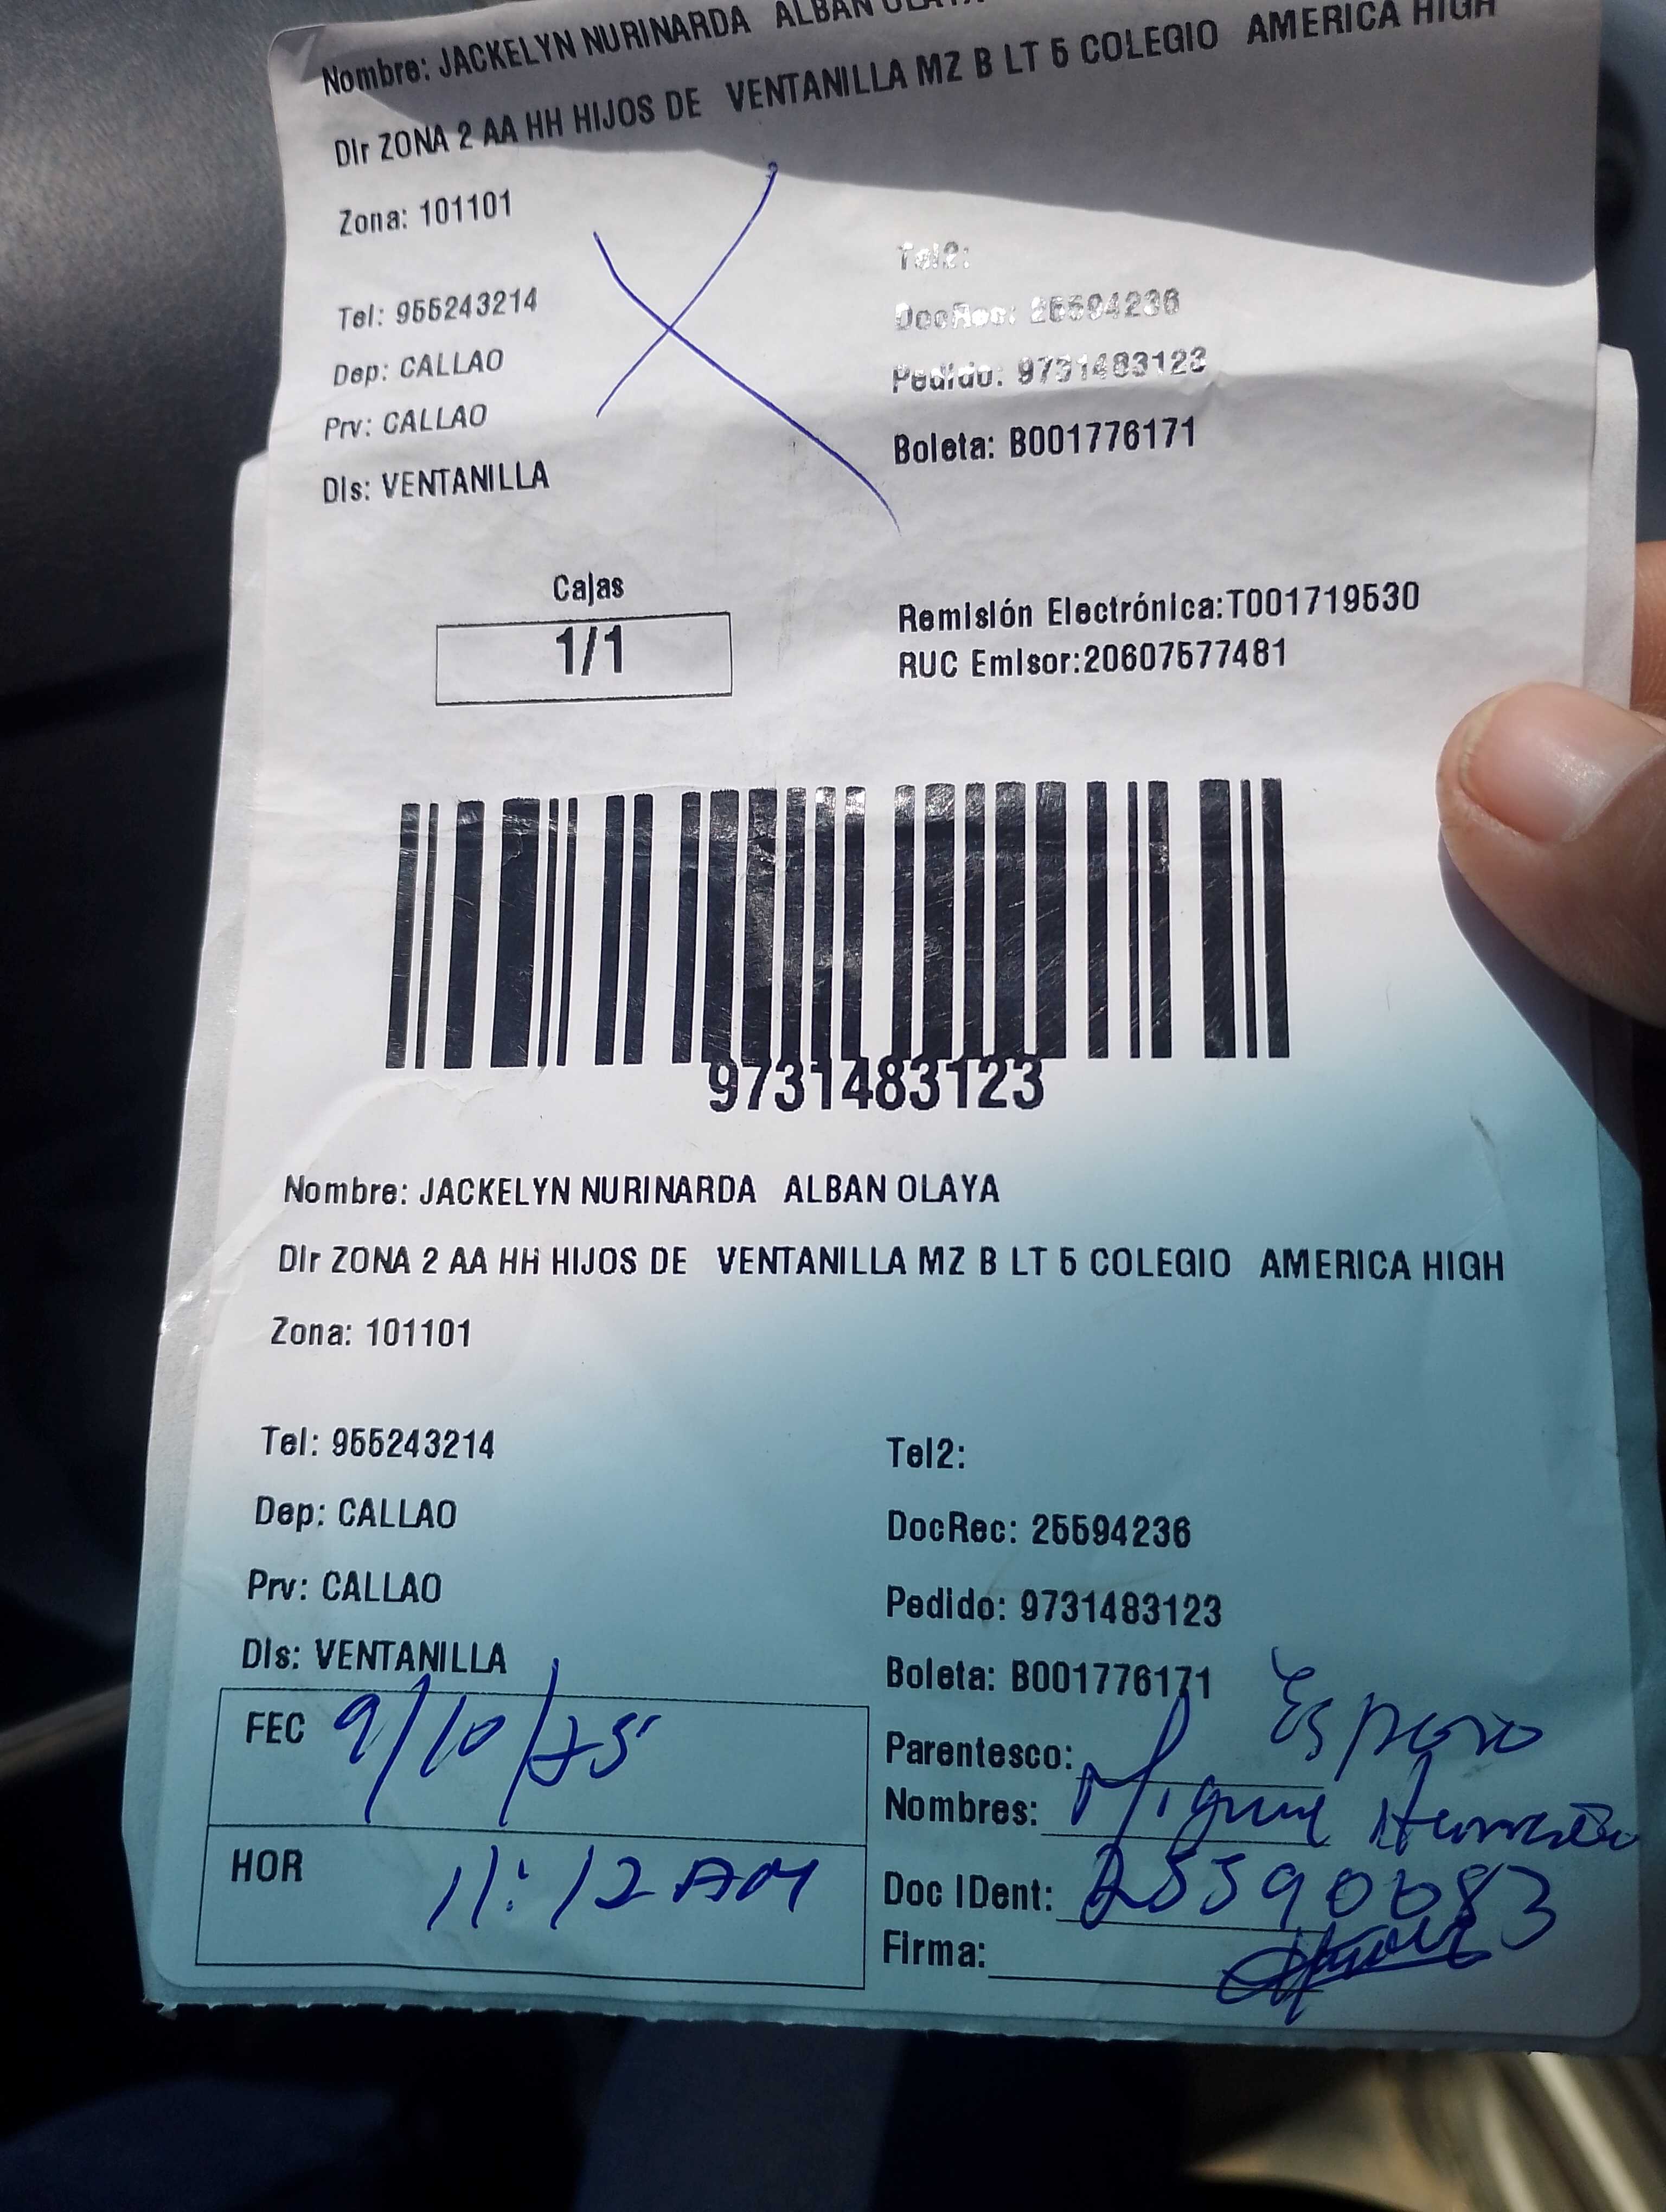 Nombre: JACKELYN NURINARDA ALBAN OLAYA
Dir ZONA 2 AA HH HIJOS DE VENTANILLA MZ B LT 5 COLEGIO AMERICA HIGH
Zona: 101101
Tel: 955243214
Tel2:
Dep: CALLAO
DocRec: 25594236
Prv: CALLAO
Pedido: 9731483123
Dis: VENTANILLA
Boleta: B001776171
Cajas
1/1
Remisión Electrónica:T001719530
RUC Emisor:20607577481
9731483123
Nombre: JACKELYN NURINARDA ALBAN OLAYA
Dir ZONA 2 AA HH HIJOS DE VENTANILLA MZ B LT 5 COLEGIO AMERICA HIGH
Zona: 101101
Tel: 955243214
Tel2:
Dep: CALLAO
DocRec: 25594236
Prv: CALLAO
Pedido: 9731483123
Dis: VENTANILLA
Boleta: B001776171
FEC 9/10/25
Parentesco: Esposo
Nombres: Miguel
HOR 11:12 AM
Doc IDent: 25590683
Firma: